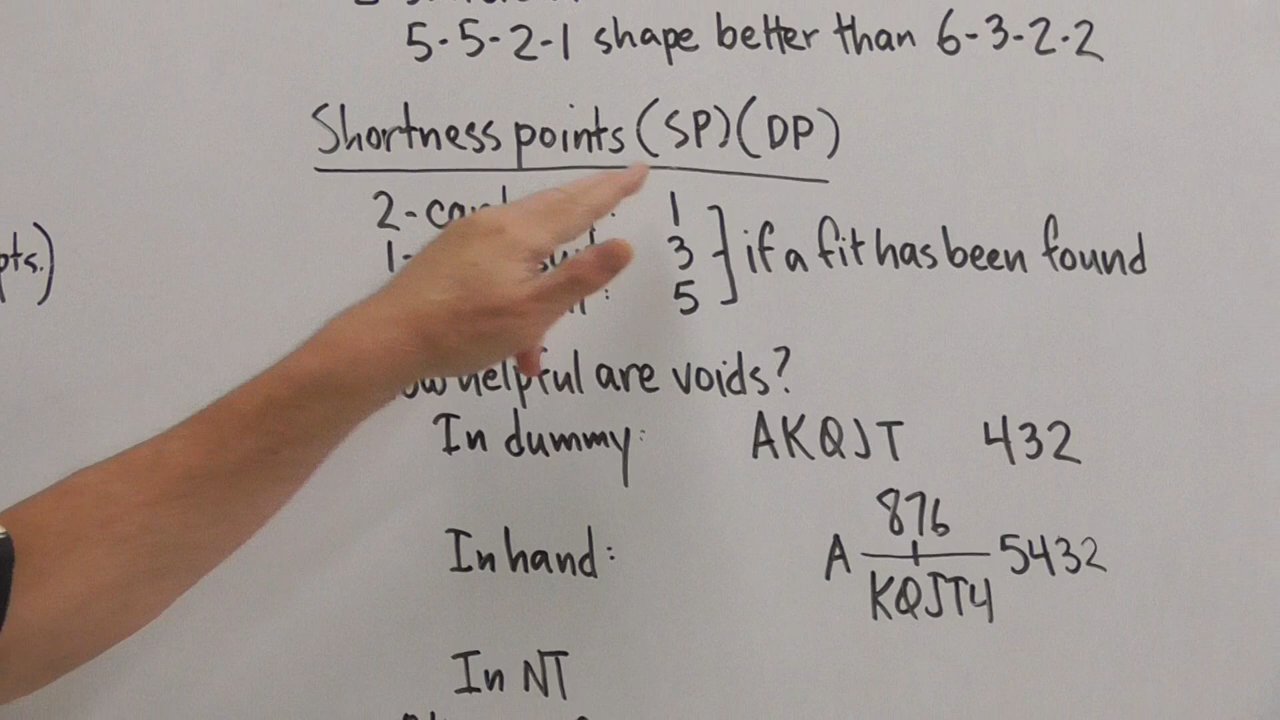 5-5-2-1 shape better than 6-3-2-2
Shortness points (SP) (DP)
2-card : 1
1- 3 } if a fit has been found
: 5
helpful are voids?
In dummy: AKQJT 432
876
In hand: A 5432
KQJT4
In NT
pts.)